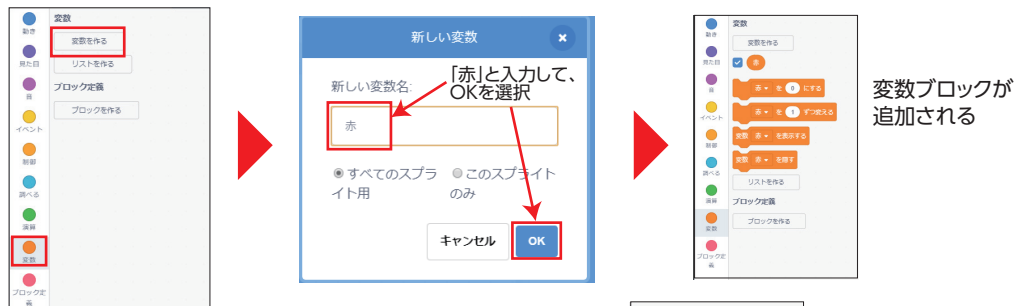 動き
見た目
音
イベント
制御
調べる
演算
変数
ブロック定
義
変数
変数を作る
リストを作る
ブロック定義
ブロックを作る
新しい変数
新しい変数名:
「赤」と入力して、
OKを選択
赤
すべてのスプラ
イト用
このスプライト
のみ
キャンセル
OK
動き
見た目
音
イベント
制御
調べる
演算
変数
ブロック定
義
変数
変数を作る
赤
赤 を 0 にする
赤 を 1 ずつ変える
変数 赤 を表示する
変数 赤 を隠す
リストを作る
ブロック定義
ブロックを作る
変数ブロックが
追加される